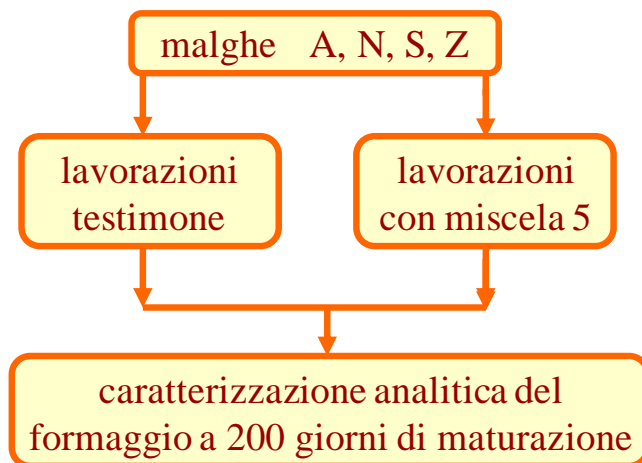 malghe A, N, S, Z
lavorazioni
testimone
lavorazioni
con miscela 5
caratterizzazione analitica del
formaggio a 200 giorni di maturazione